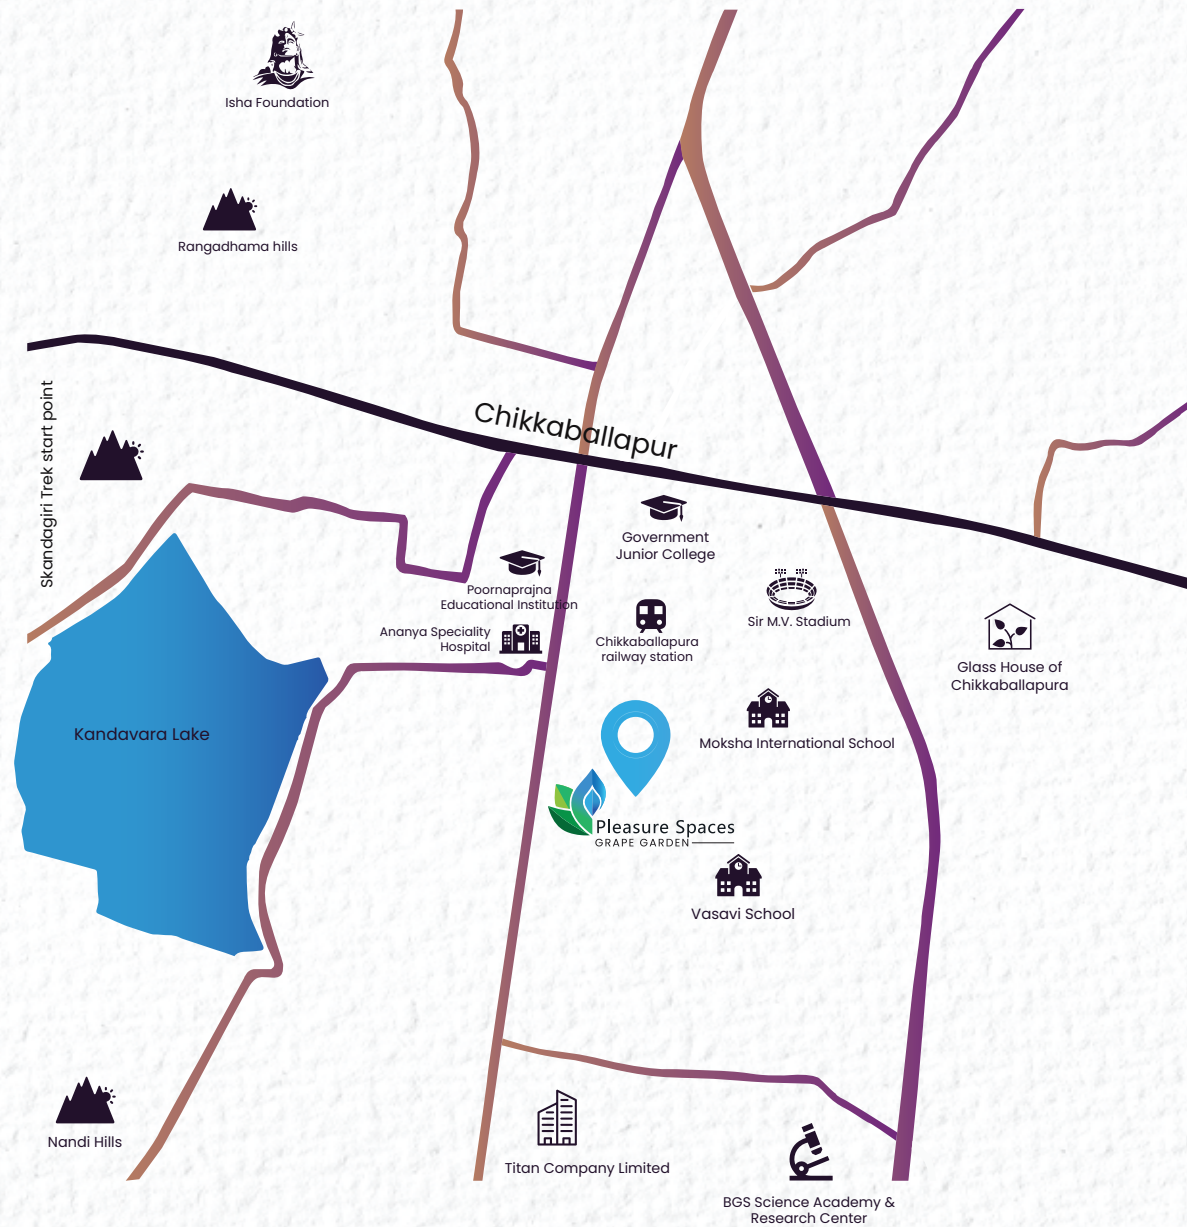 Isha Foundation
Rangadhama hills
Chikkaballapur
Skandagiri Trek start point
Government
Junior College
Poornaprajna
Educational Institution
Ananya Speciality
Hospital
Chikkaballapura
railway station
Sir M.V. Stadium
Glass House of
Chikkaballapura
Kandavara Lake
Moksha International School
Pleasure Spaces
GRAPE GARDEN
Vasavi School
Nandi Hills
Titan Company Limited
BGS Science Academy &
Research Center